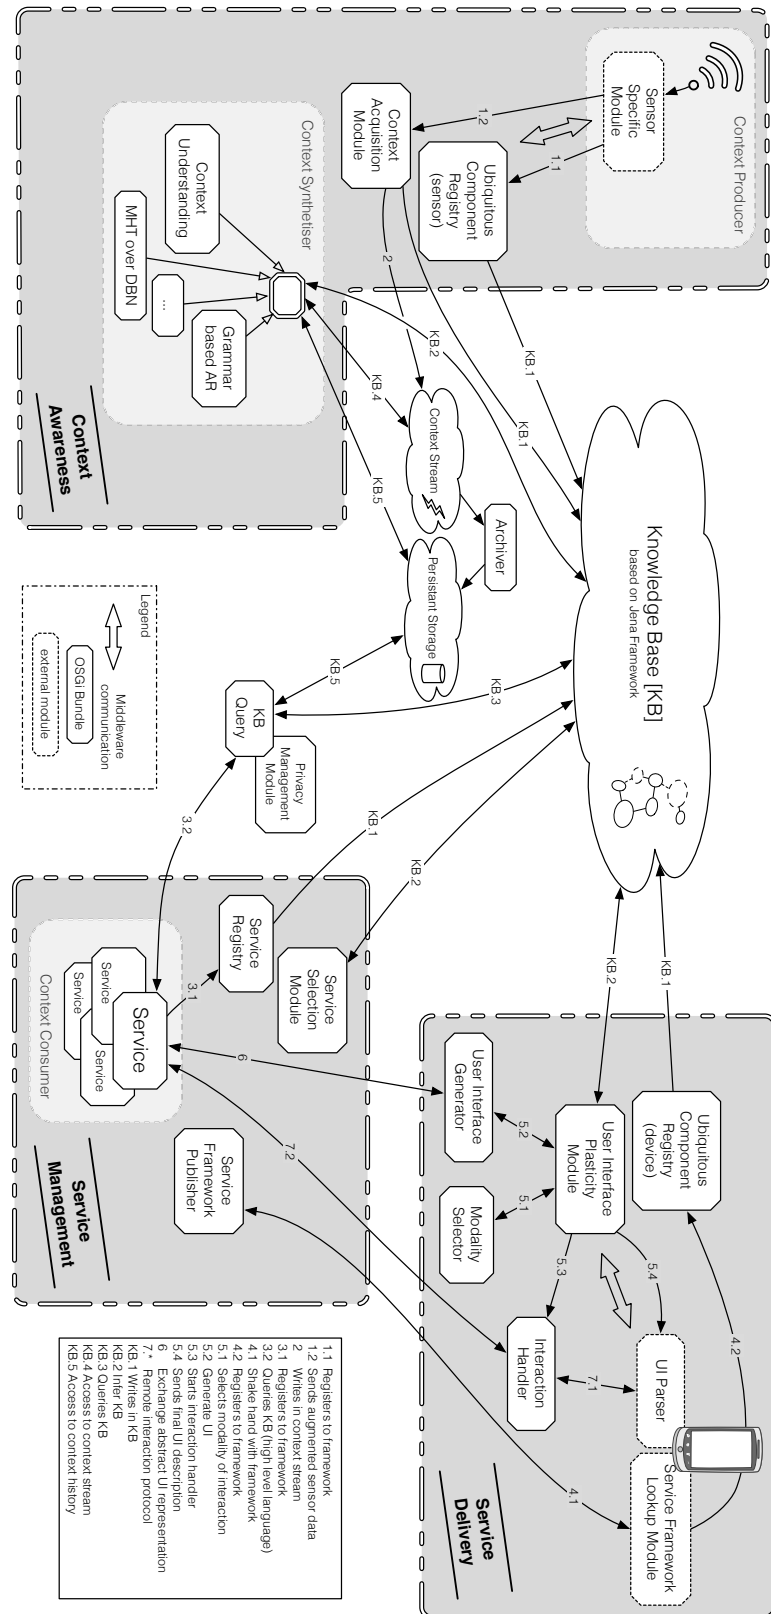 Context Producer
Sensor
Specific
Module
1.2
1.1
Context
Acquisition
Module
Ubiquitous
Component
Registry
(sensor)
Context Synthetiser
Context
Understanding
MHT over DBN
...
Grammar
based AR
Context
Awareness
2
KB.1
KB.1
KB.2
KB.4
KB.5
Context Stream
Archiver
Persistant Storage
Knowledge Base [KB]
based on Jena Framework
KB.5
KB.3
KB
Query
Privacy
Management
Module
KB.1
KB.2
3.2
Legend
Middleware
communication
OSGi Bundle
external module
KB.2
KB.1
Service
Registry
Service
Selection
Module
3.1
Service
Service
Service
Service
Context Consumer
Service
Framework
Publisher
Service
Management
6
7.2
User Interface
Generator
5.2
User Interface
Plasticity
Module
Ubiquitous
Component
Registry
(device)
5.1
Modality
Selector
5.3
5.4
Interaction
Handler
7.1
UI Parser
4.2
4.1
Service Framework
Lookup Module
Service
Delivery
1.1 Registers to framework
1.2 Sends augmented sensor data
2 Writes in context stream
3.1 Registers to framework
3.2 Queries KB (high level language)
4.1 Shake hand with framework
4.2 Registers to framework
5.1 Selects modality of interaction
5.2 Generate UI
5.3 Starts interaction handler
5.4 Sends final UI description
6 Exchange abstract UI representation
7.* Remote interaction protocol
KB.1 Writes in KB
KB.2 Infer KB
KB.3 Queries KB
KB.4 Access to context stream
KB.5 Access to context history